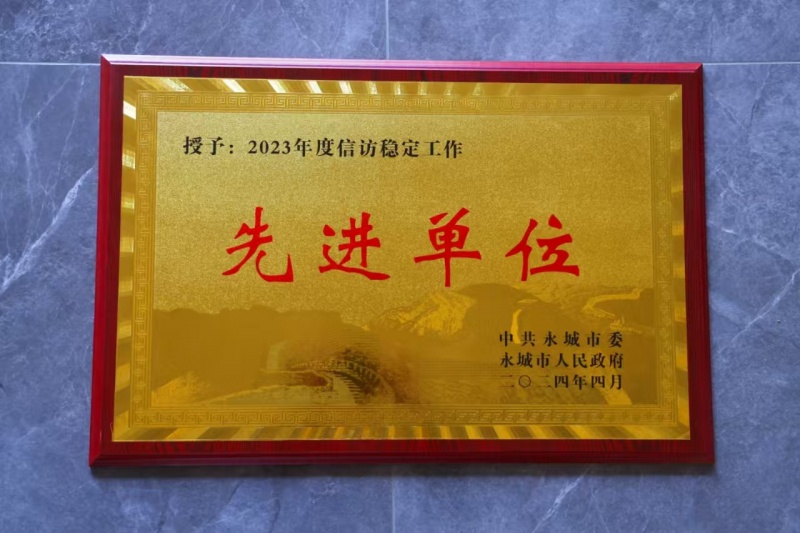 授予：2023年度信访稳定工作
先进单位
中共永城市委
永城市人民政府
二〇二四年四月